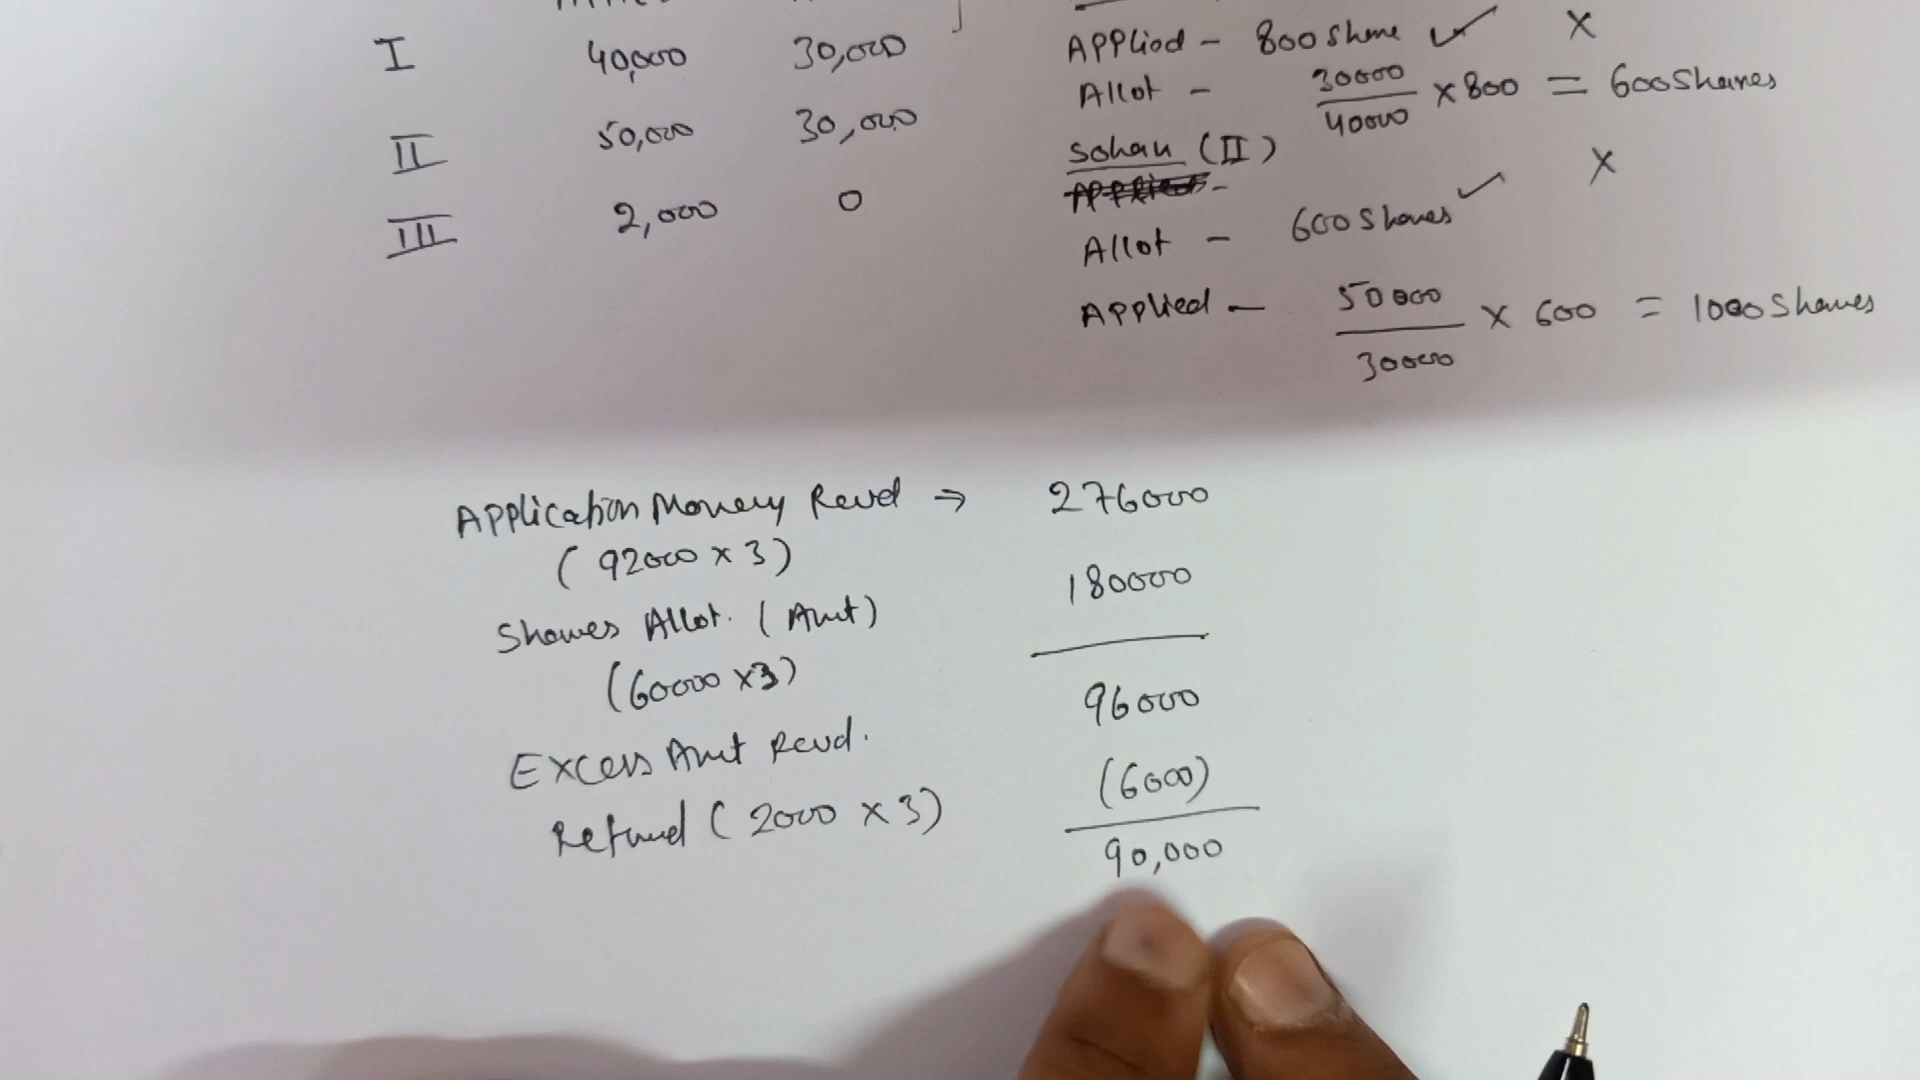 I 40,000 30,000
II 50,000 30,000
III 2,000 0
Applied - 800 Share ✓ X
Allot - 30000/40000 × 800 = 600 Shares
Sohan (II)
Allot - 600 Shares ✓ X
Applied - 50000/30000 × 600 = 1000 Shares
Application Money Recvd → 276000
(92000 × 3)
Shares Allot. (Amt) 180000
(60000 × 3)
96000
Excess Amt Recvd.
Refund (2000 × 3) (6000)
90,000